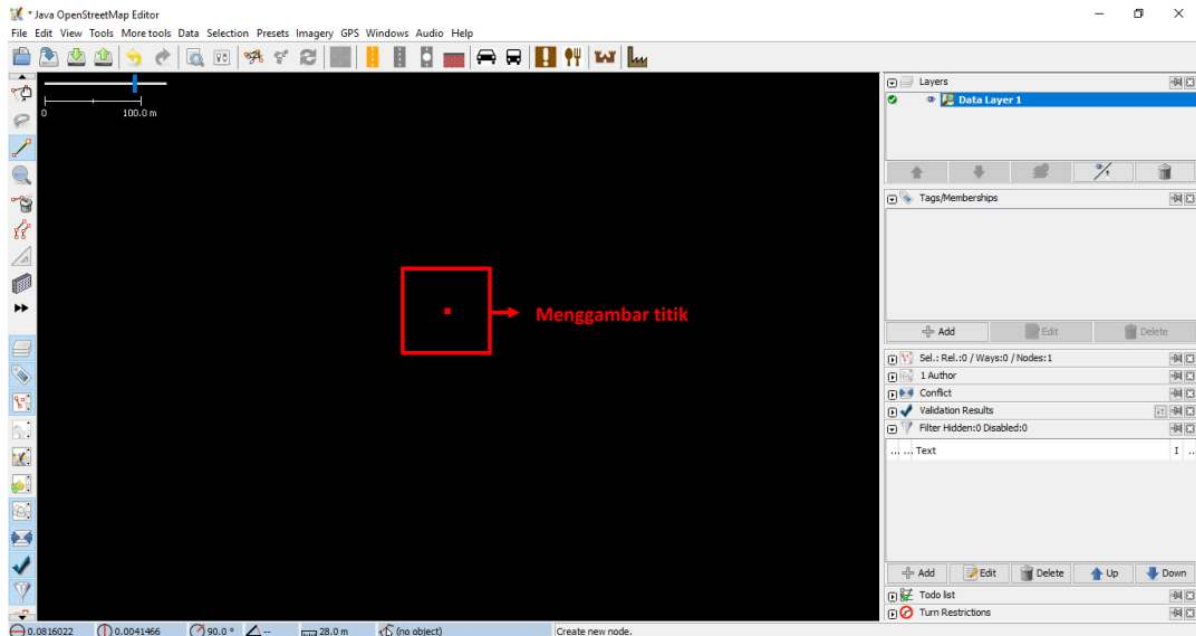 * Java OpenStreetMap Editor
File Edit View Tools More tools Data Selection Presets Imagery GPS Windows Audio Help
0 100.0 m
Menggambar titik
Layers
Data Layer 1
Tags/Memberships
Add Edit Delete
Sel.: Rel.:0 / Ways:0 / Nodes:1
1 Author
Conflict
Validation Results
Filter Hidden:0 Disabled:0
... ... Text I ..
Add Edit Delete Up Down
Todo list
Turn Restrictions
0.0816022 0.0041466 90.0 ° -- 28.0 m (no object) Create new node.